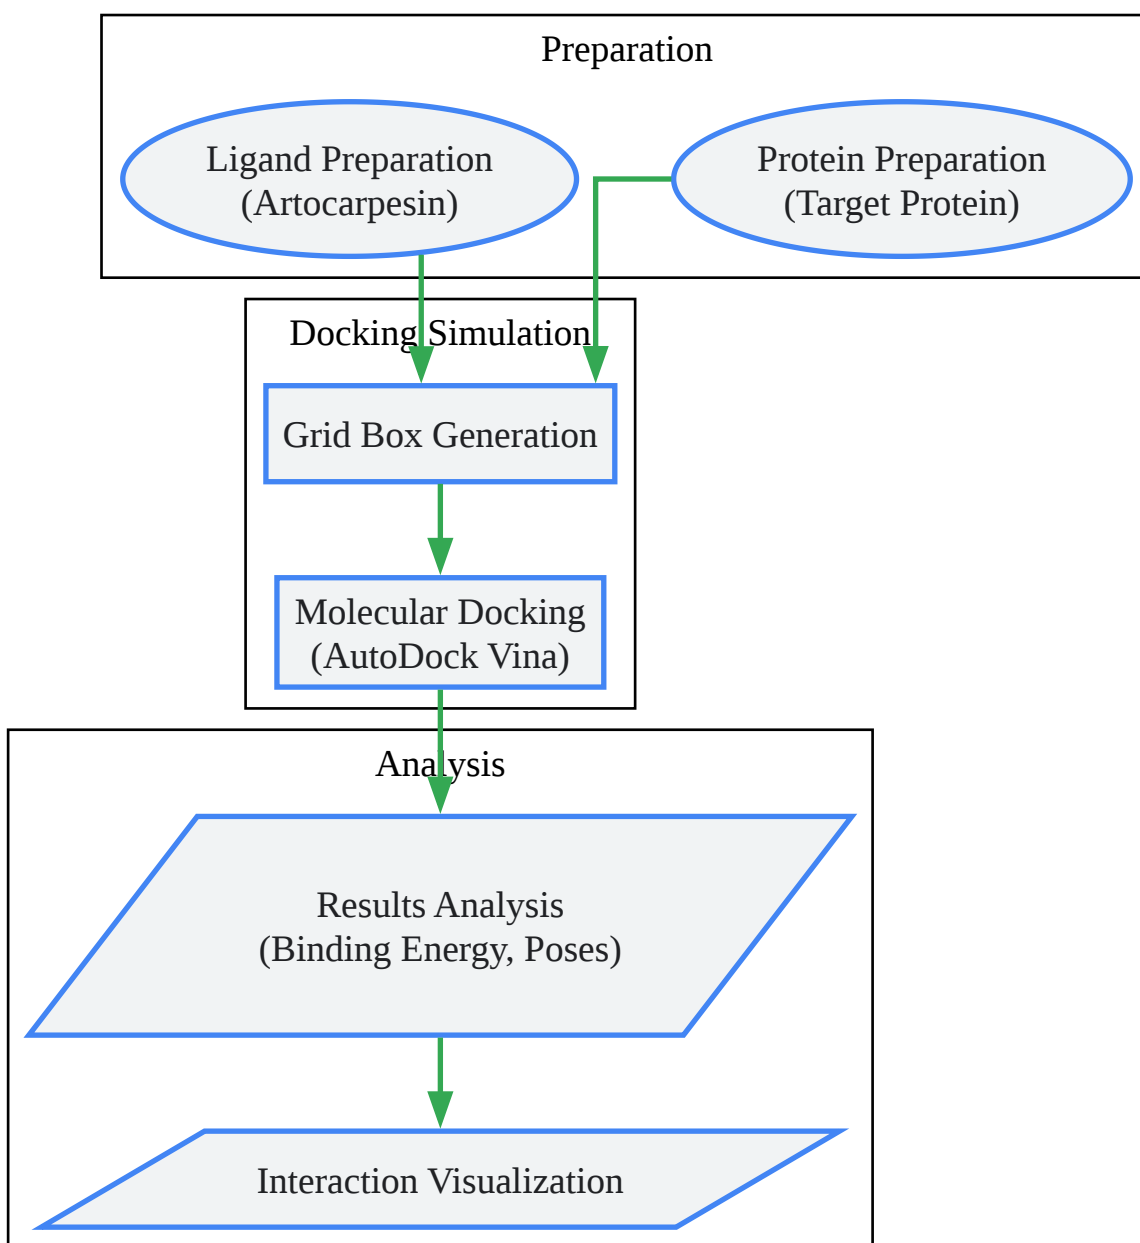 Preparation
Ligand Preparation
(Artocarpesin)
Protein Preparation
(Target Protein)
Docking Simulation
Grid Box Generation
Molecular Docking
(AutoDock Vina)
Analysis
Results Analysis
(Binding Energy, Poses)
Interaction Visualization